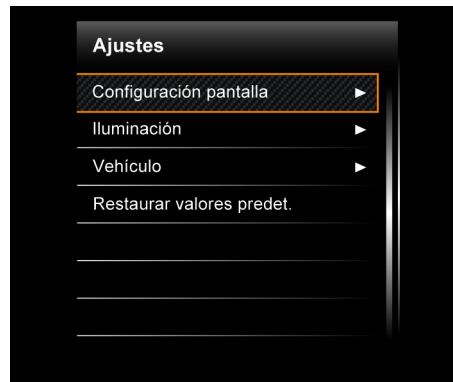 Ajustes
Configuración pantalla
Iluminación
Vehículo
Restaurar valores predet.